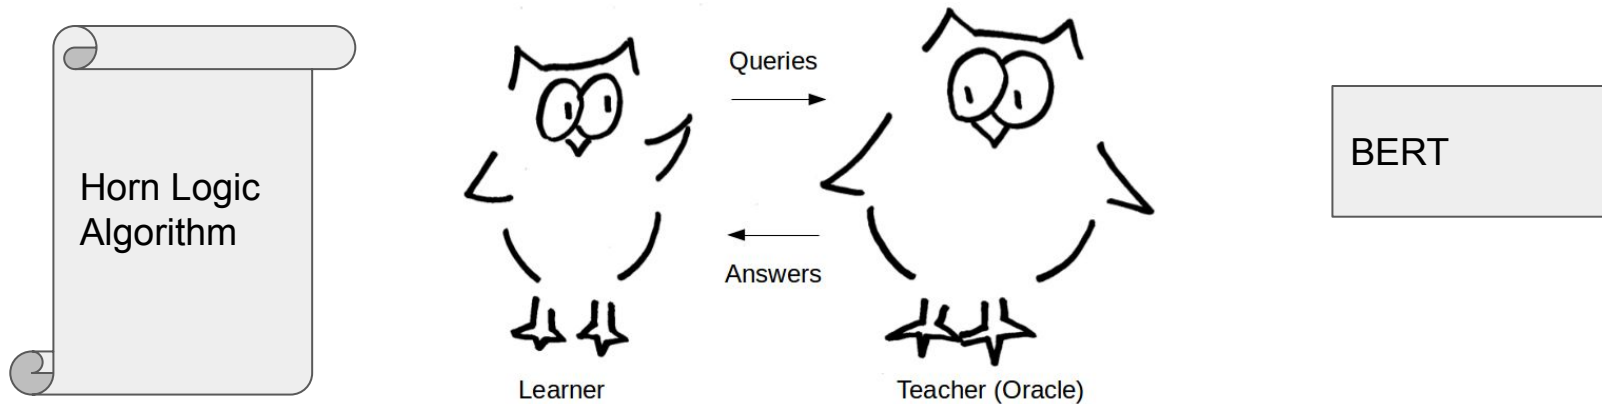 Horn Logic
Algorithm
Queries
Answers
Learner
Teacher (Oracle)
BERT